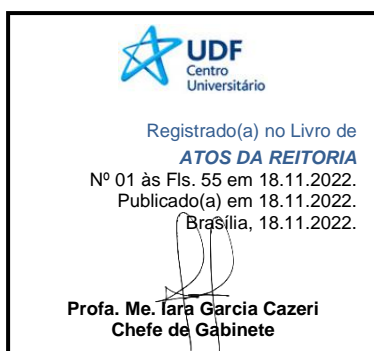 UDF
Centro
Universitário
Registrado(a) no Livro de
ATOS DA REITORIA
Nº 01 às Fls. 55 em 18.11.2022.
Publicado(a) em 18.11.2022.
Brasília, 18.11.2022.
Profa. Me. Iara Garcia Cazeri
Chefe de Gabinete